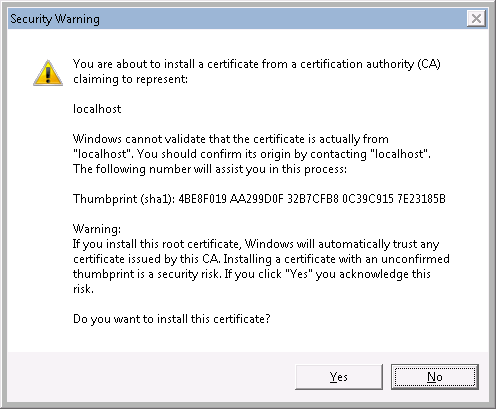 Security Warning
You are about to install a certificate from a certification authority (CA)
claiming to represent:
localhost
Windows cannot validate that the certificate is actually from
"localhost". You should confirm its origin by contacting "localhost".
The following number will assist you in this process:
Thumbprint (sha1): 4BE8F019 AA299D0F 32B7CFB8 0C39C915 7E23185B
Warning:
If you install this root certificate, Windows will automatically trust any
certificate issued by this CA. Installing a certificate with an unconfirmed
thumbprint is a security risk. If you click "Yes" you acknowledge this
risk.
Do you want to install this certificate?
Yes No